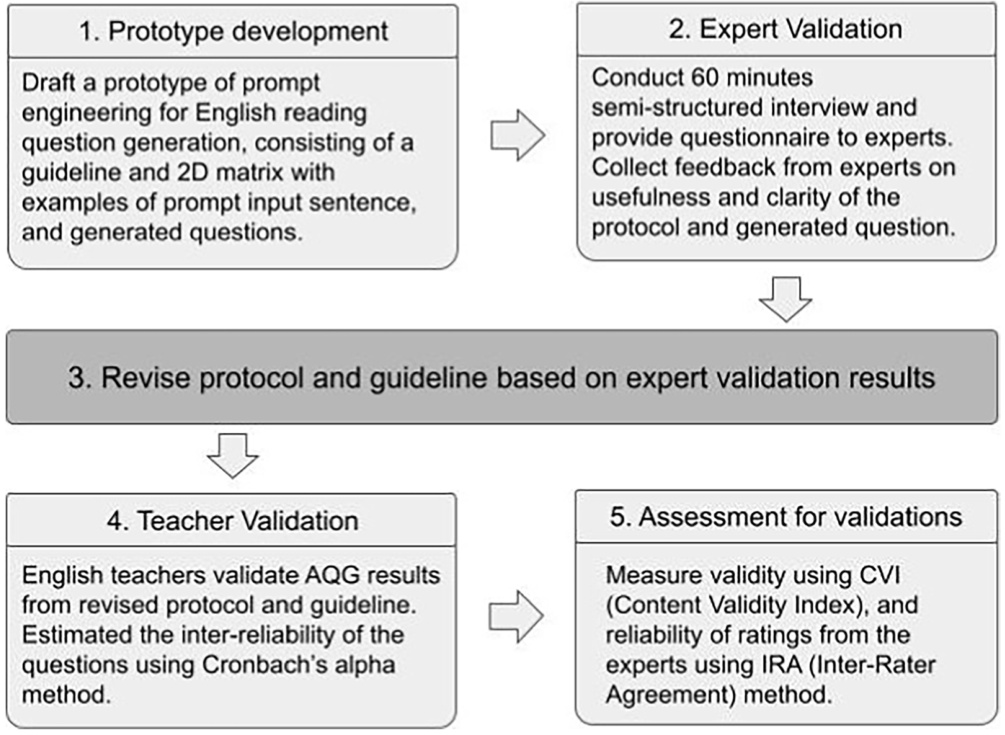 1. Prototype development
Draft a prototype of prompt
engineering for English reading
question generation, consisting of a
guideline and 2D matrix with
examples of prompt input sentence,
and generated questions.
2. Expert Validation
Conduct 60 minutes
semi-structured interview and
provide questionnaire to experts.
Collect feedback from experts on
usefulness and clarity of the
protocol and generated question.
3. Revise protocol and guideline based on expert validation results
4. Teacher Validation
English teachers validate AQG results
from revised protocol and guideline.
Estimated the inter-reliability of the
questions using Cronbach's alpha
method.
5. Assessment for validations
Measure validity using CVI
(Content Validity Index), and
reliability of ratings from the
experts using IRA (Inter-Rater
Agreement) method.